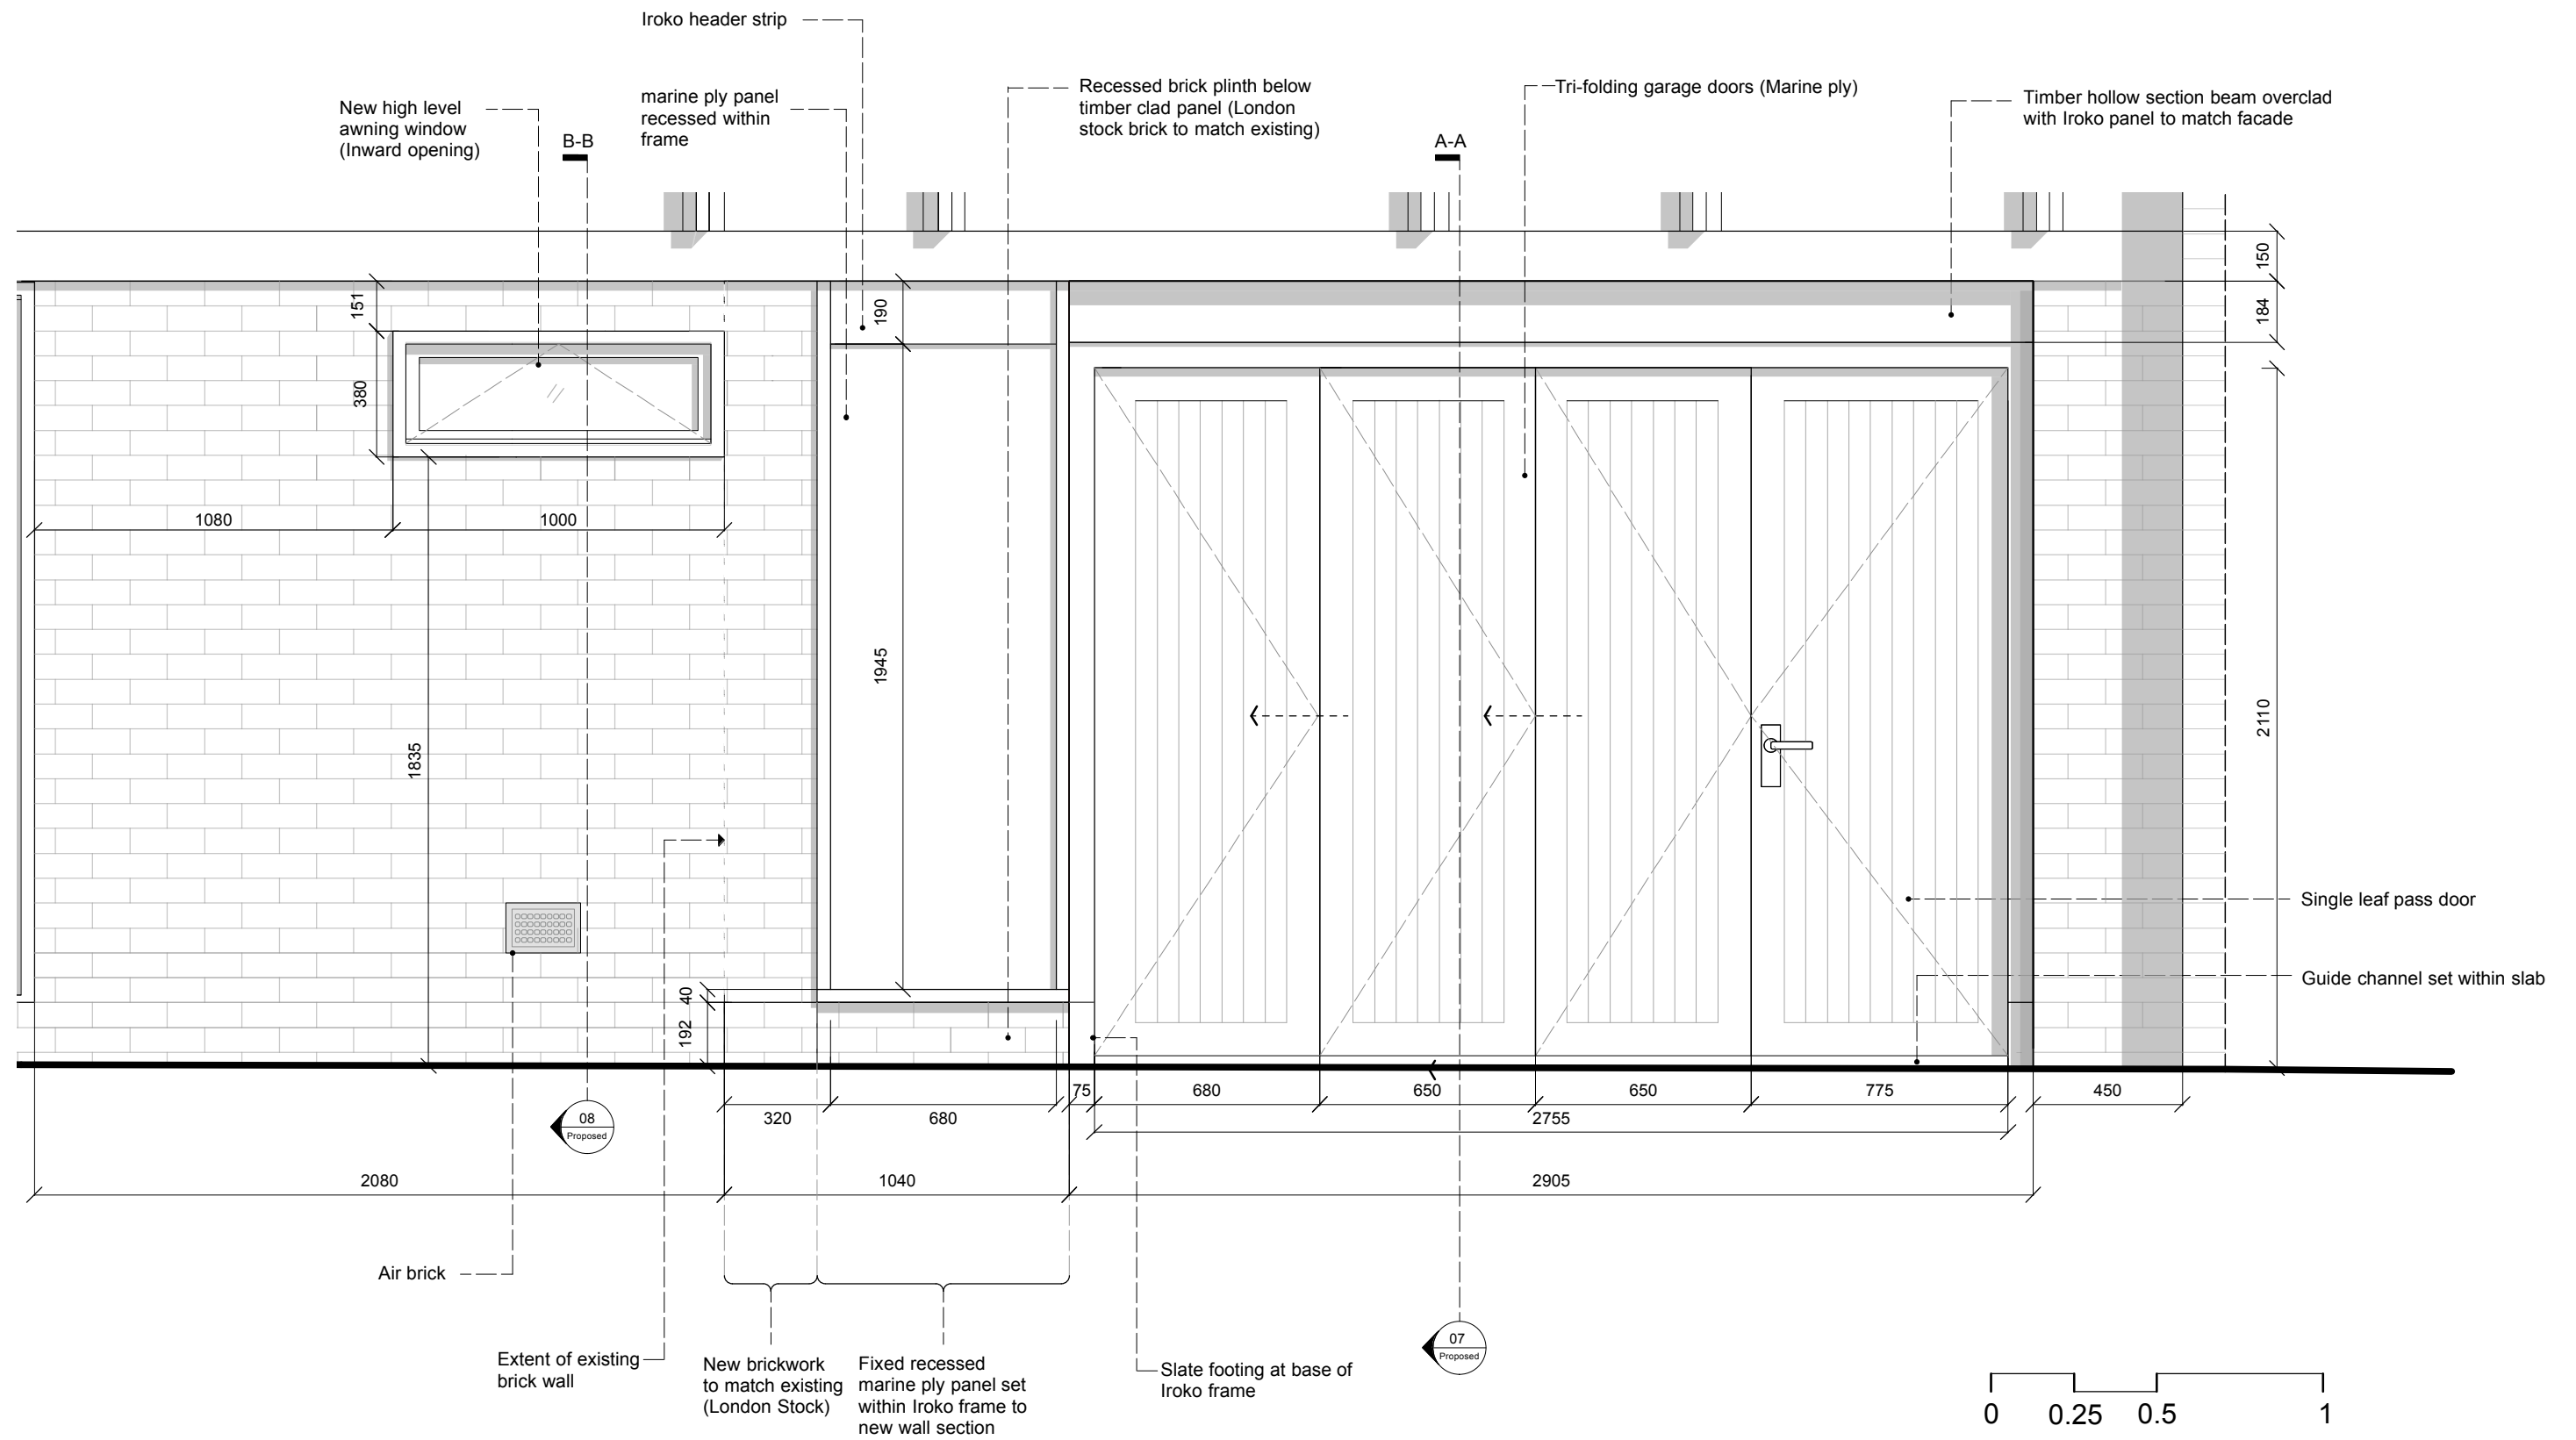 Iroko header strip
New high level
awning window
(Inward opening)
marine ply panel
recessed within
frame
Recessed brick plinth below
timber clad panel (London
stock brick to match existing)
Tri-folding garage doors (Marine ply)
Timber hollow section beam overclad
with Iroko panel to match facade
B-B
A-A
150
184
151
190
380
1080
1000
1945
1835
2110
40
192
Single leaf pass door
Guide channel set within slab
75
680
650
650
775
450
320
680
2755
08
Proposed
2080
1040
2905
Air brick
Extent of existing
brick wall
New brickwork
to match existing
(London Stock)
Fixed recessed
marine ply panel set
within Iroko frame to
new wall section
Slate footing at base of
Iroko frame
07
Proposed
0 0.25 0.5 1